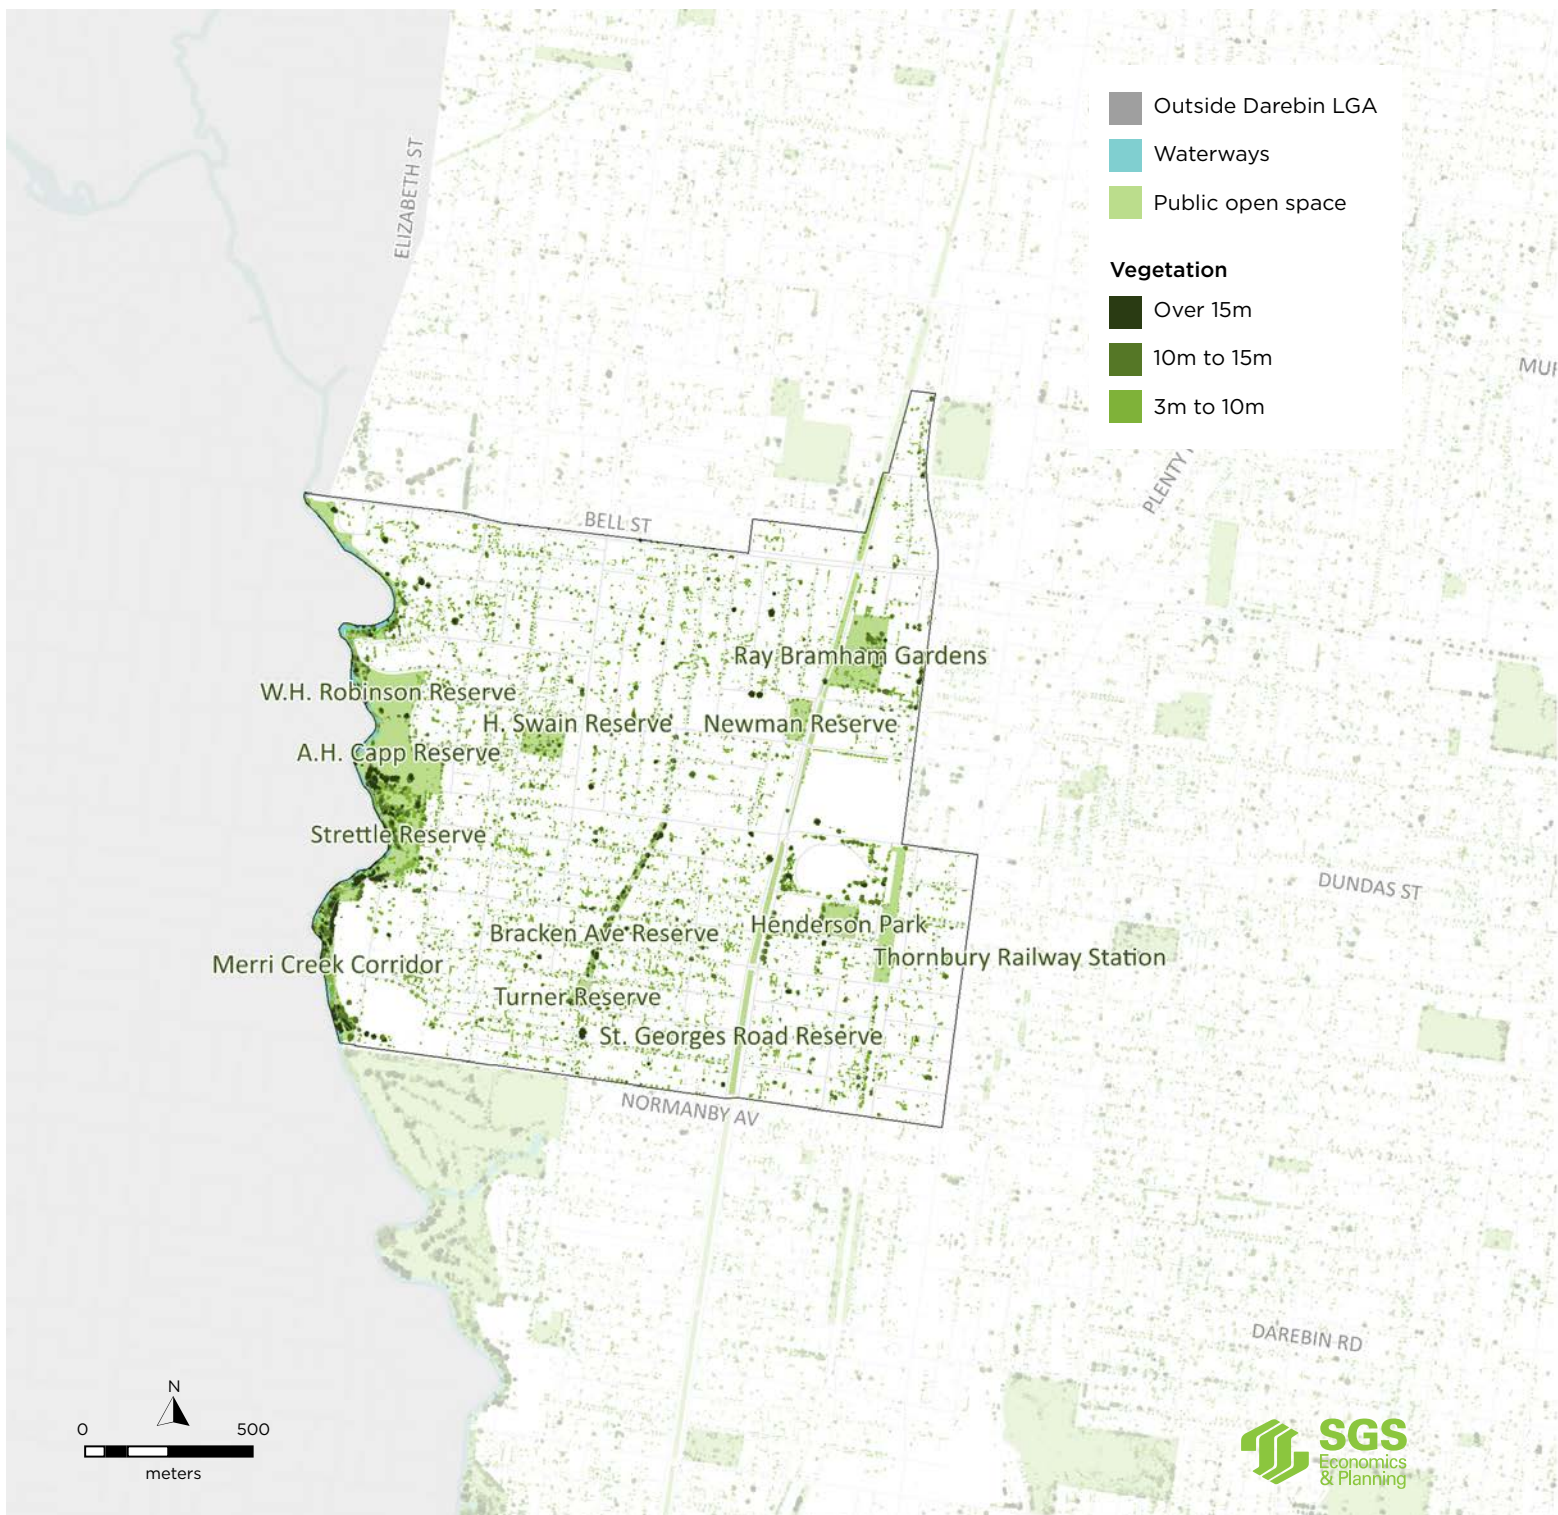 Outside Darebin LGA
Waterways
Public open space
Vegetation
Over 15m
10m to 15m
3m to 10m
ELIZABETH ST
BELL ST
Ray Bramham Gardens
W.H. Robinson Reserve
H. Swain Reserve
Newman Reserve
A.H. Capp Reserve
Strettle Reserve
DUNDAS ST
Henderson Park
Bracken Ave Reserve
Thornbury Railway Station
Merri Creek Corridor
Turner Reserve
St. Georges Road Reserve
NORMANBY AV
DAREBIN RD
PLENTY
N
0 500
meters
SGS
Economics
& Planning